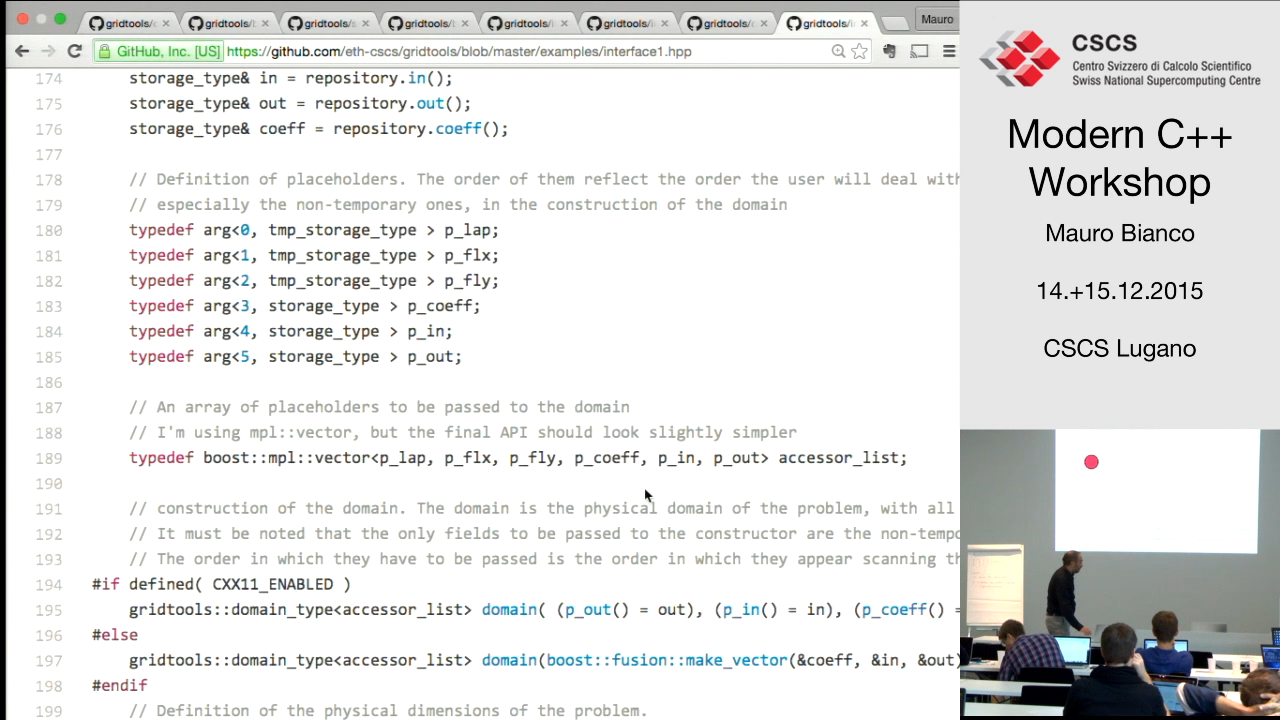 gridtools/
gridtools/
gridtools/
gridtools/
gridtools/
gridtools/
gridtools/
gridtools/
Mauro
GitHub, Inc. [US]
https://github.com/eth-cscs/gridtools/blob/master/examples/interface1.hpp
174 storage_type& in = repository.in();
175 storage_type& out = repository.out();
176 storage_type& coeff = repository.coeff();
177
178 // Definition of placeholders. The order of them reflect the order the user will deal with
179 // especially the non-temporary ones, in the construction of the domain
180 typedef arg<0, tmp_storage_type > p_lap;
181 typedef arg<1, tmp_storage_type > p_flx;
182 typedef arg<2, tmp_storage_type > p_fly;
183 typedef arg<3, storage_type > p_coeff;
184 typedef arg<4, storage_type > p_in;
185 typedef arg<5, storage_type > p_out;
186
187 // An array of placeholders to be passed to the domain
188 // I'm using mpl::vector, but the final API should look slightly simpler
189 typedef boost::mpl::vector<p_lap, p_flx, p_fly, p_coeff, p_in, p_out> accessor_list;
190
191 // construction of the domain. The domain is the physical domain of the problem, with all
192 // It must be noted that the only fields to be passed to the constructor are the non-tempo
193 // The order in which they have to be passed is the order in which they appear scanning th
194 #if defined( CXX11_ENABLED )
195 gridtools::domain_type<accessor_list> domain( (p_out() = out), (p_in() = in), (p_coeff() =
196 #else
197 gridtools::domain_type<accessor_list> domain(boost::fusion::make_vector(&coeff, &in, &out)
198 #endif
199 // Definition of the physical dimensions of the problem.
CSCS
Centro Svizzero di Calcolo Scientifico
Swiss National Supercomputing Centre
Modern C++
Workshop
Mauro Bianco
14.+15.12.2015
CSCS Lugano